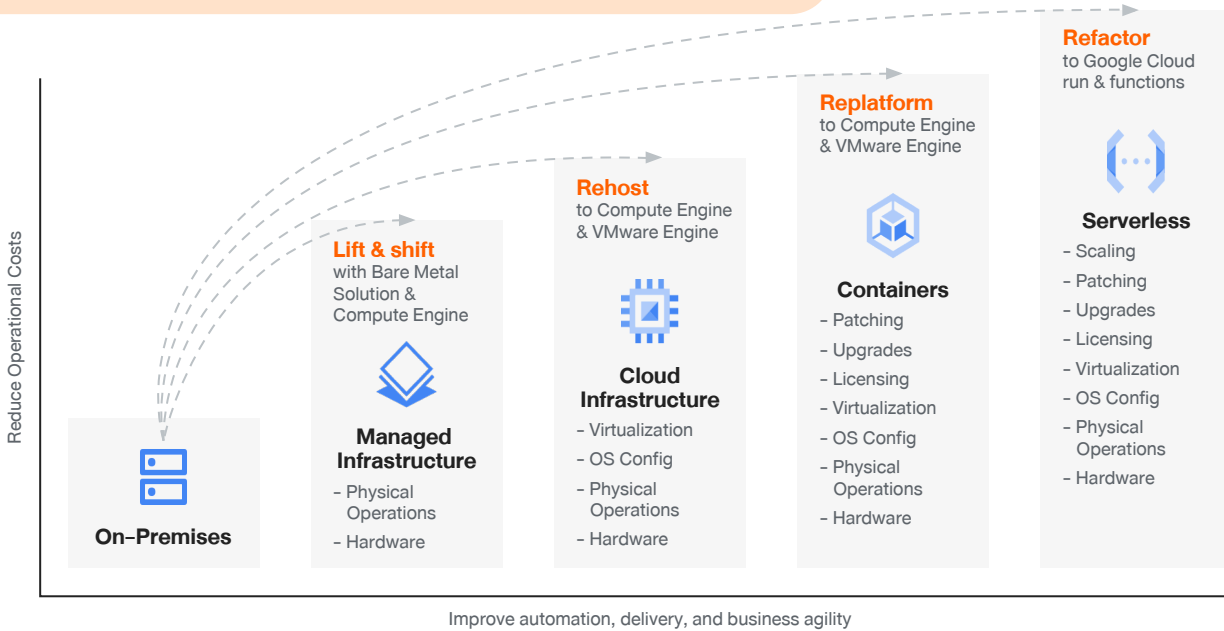 Reduce Operational Costs
On-Premises
Lift & shift
with Bare Metal
Solution &
Compute Engine
Managed
Infrastructure
- Physical
Operations
- Hardware
Rehost
to Compute Engine
& VMware Engine
Cloud
Infrastructure
- Virtualization
- OS Config
- Physical
Operations
- Hardware
Replatform
to Compute Engine
& VMware Engine
Containers
- Patching
- Upgrades
- Licensing
- Virtualization
- OS Config
- Physical
Operations
- Hardware
Refactor
to Google Cloud
run & functions
Serverless
- Scaling
- Patching
- Upgrades
- Licensing
- Virtualization
- OS Config
- Physical
Operations
- Hardware
Improve automation, delivery, and business agility